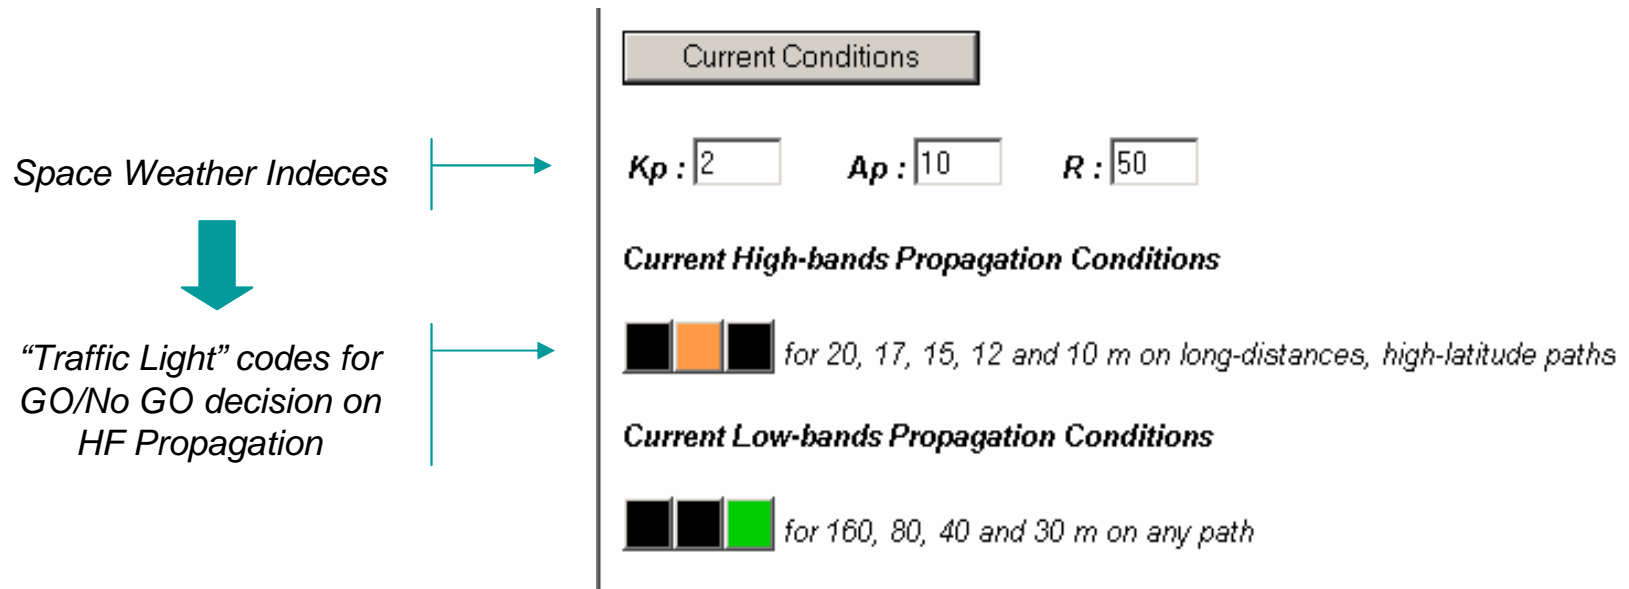 Current Conditions
Space Weather Indeces
Kp : 2 Ap : 10 R : 50
Current High-bands Propagation Conditions
“Traffic Light” codes for
GO/No GO decision on
HF Propagation
for 20, 17, 15, 12 and 10 m on long-distances, high-latitude paths
Current Low-bands Propagation Conditions
for 160, 80, 40 and 30 m on any path